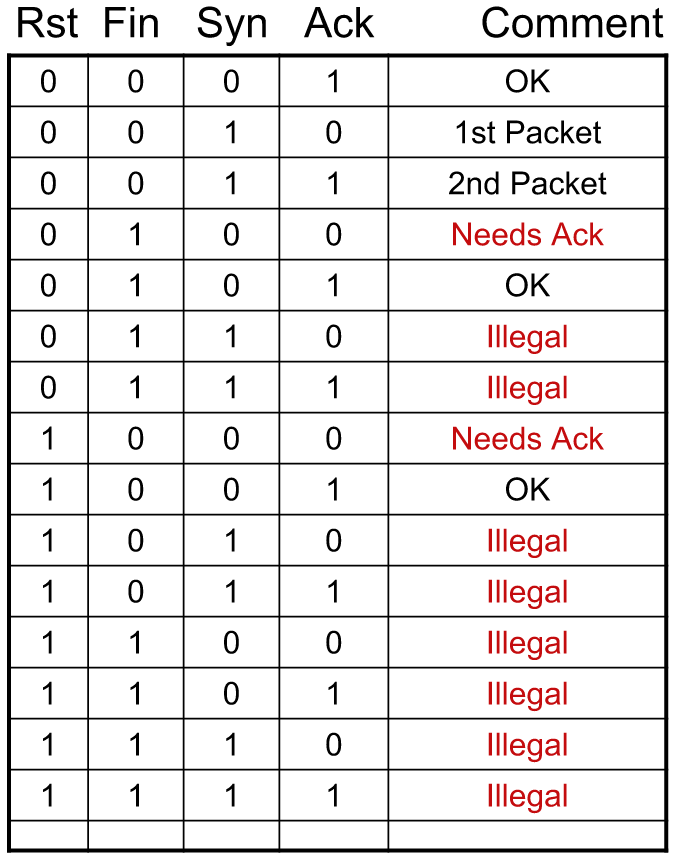 Rst Fin Syn Ack Comment
0 0 0 1 OK
0 0 1 0 1st Packet
0 0 1 1 2nd Packet
0 1 0 0 Needs Ack
0 1 0 1 OK
0 1 1 0 Illegal
0 1 1 1 Illegal
1 0 0 0 Needs Ack
1 0 0 1 OK
1 0 1 0 Illegal
1 0 1 1 Illegal
1 1 0 0 Illegal
1 1 0 1 Illegal
1 1 1 0 Illegal
1 1 1 1 Illegal